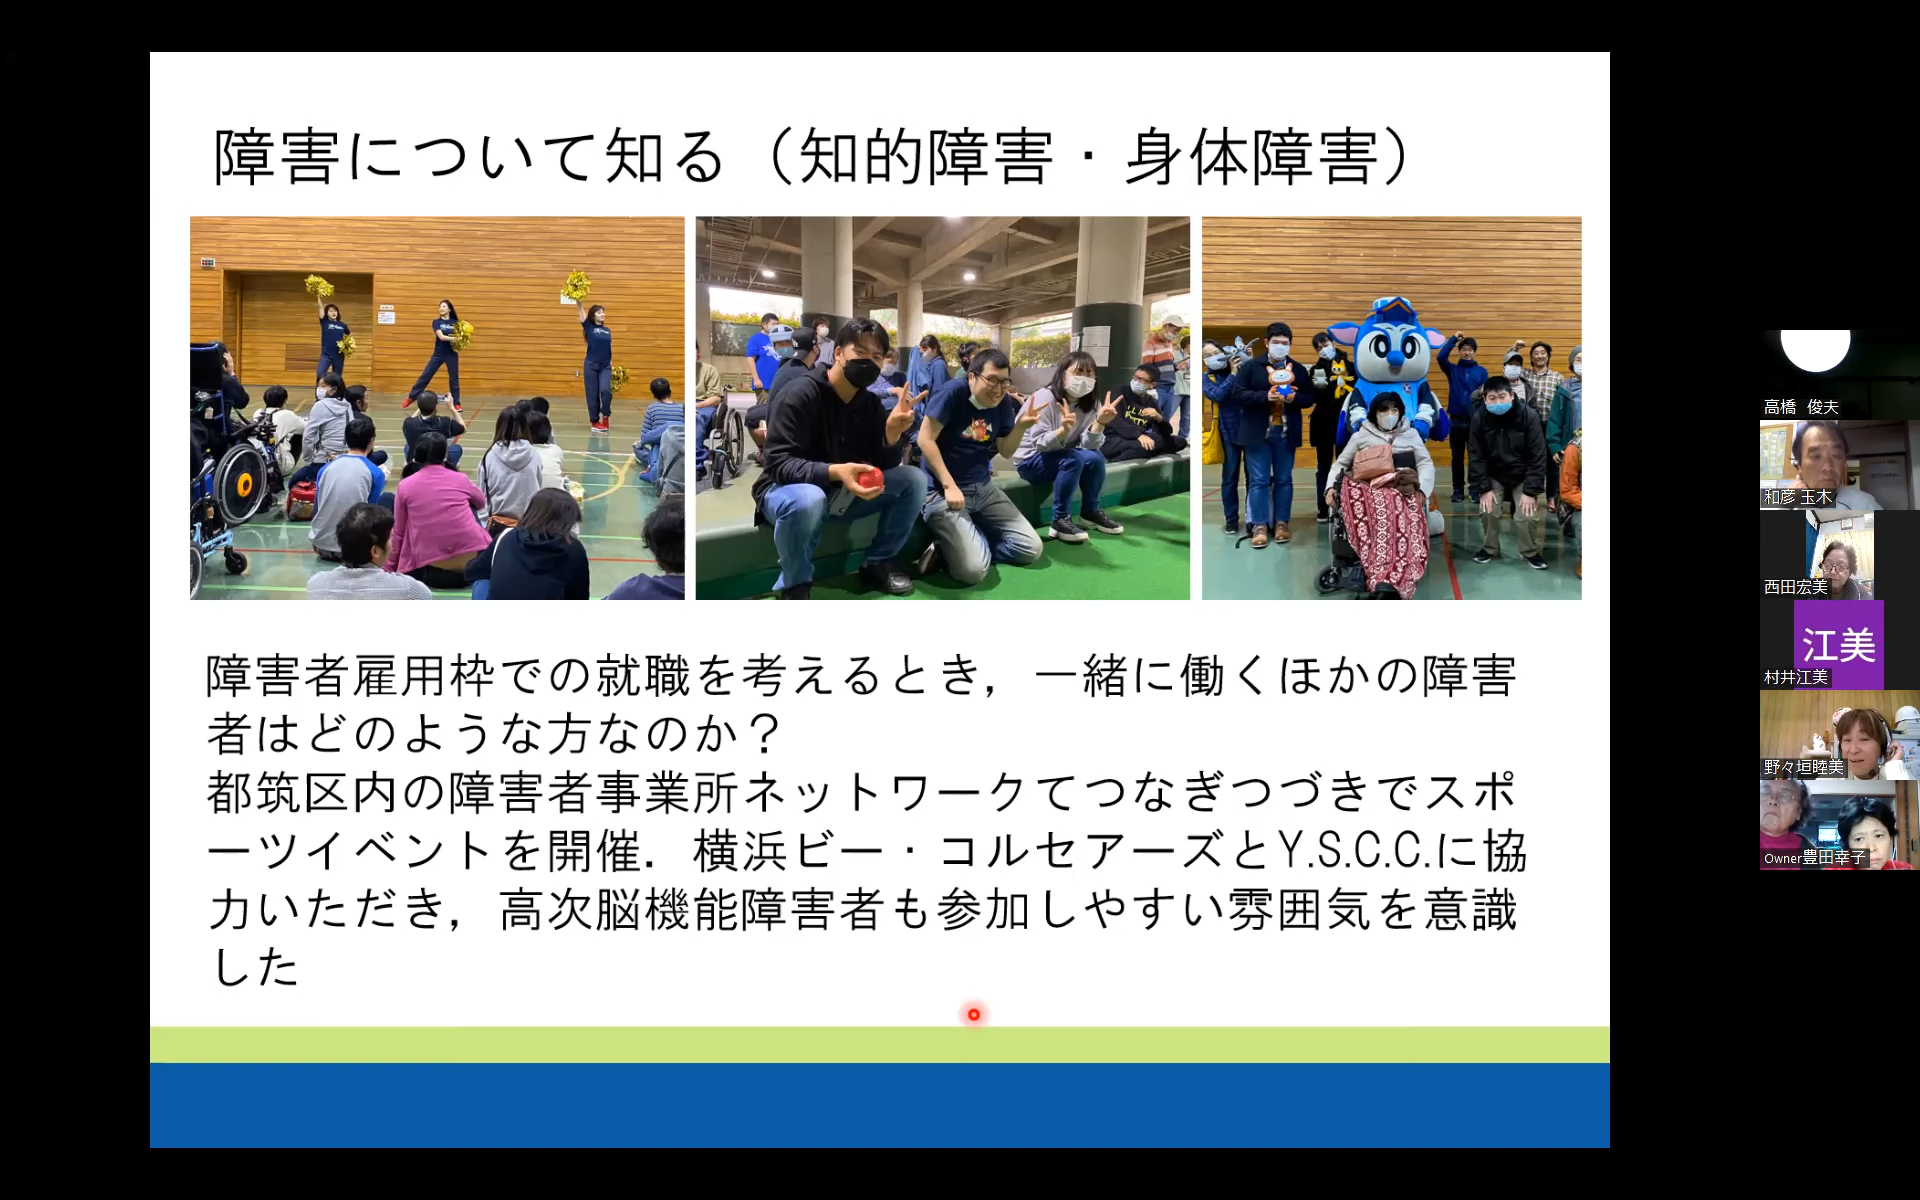 障害について知る（知的障害・身体障害）
障害者雇用枠での就職を考えるとき，一緒に働くほかの障害
者はどのような方なのか？
都筑区内の障害者事業所ネットワークてつなぎつづきでスポ
ーツイベントを開催．横浜ビー・コルセアーズとY.S.C.C.に協
力いただき，高次脳機能障害者も参加しやすい雰囲気を意識
した
高橋　俊夫
和彦 玉木
西田宏美
江美
村井江美
野々垣睦美
Owner豊田幸子